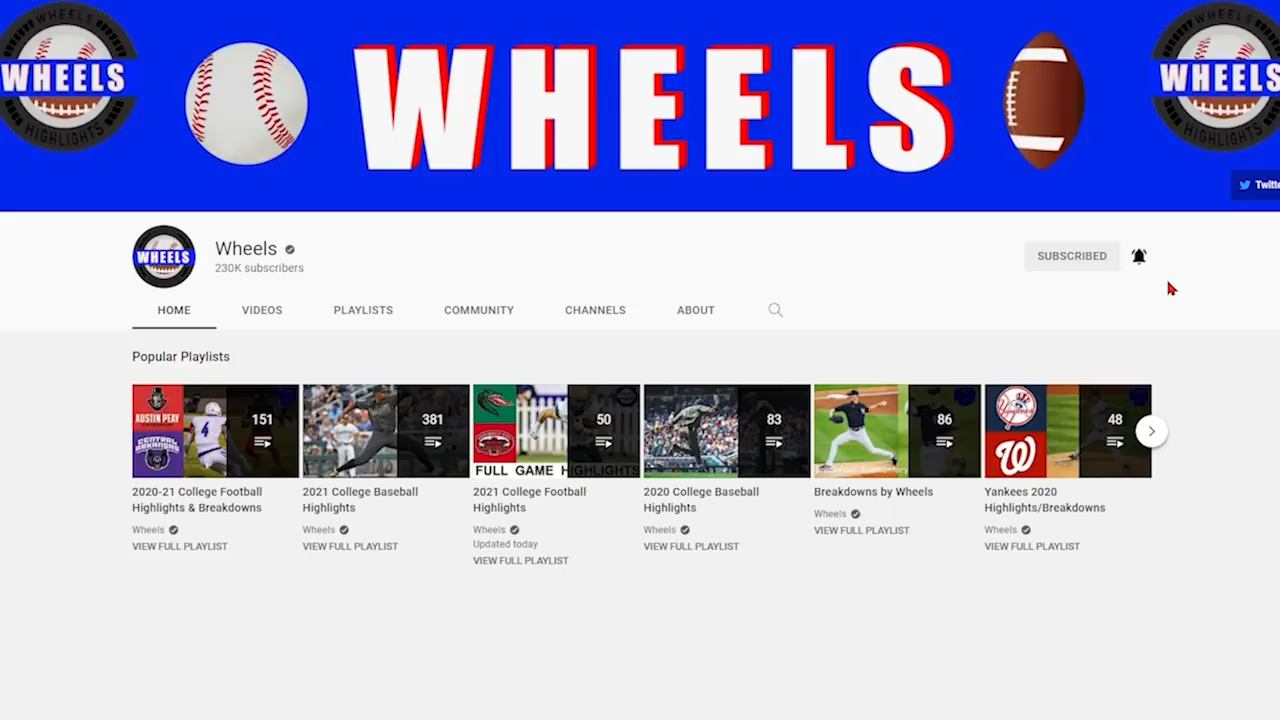 WHEELS
WHEELS
HIGHLIGHTS
WHEELS
WHEELS
WHEELS
HIGHLIGHTS
WHEELS
Wheels
230K subscribers
SUBSCRIBED
HOME
VIDEOS
PLAYLISTS
COMMUNITY
CHANNELS
ABOUT
Popular Playlists
AUSTIN PEAY
CENTRAL
ARKANSAS
4
151
381
50
FULL GAME HIGHLIGHTS
83
86
48
2020-21 College Football
Highlights & Breakdowns
Wheels
VIEW FULL PLAYLIST
2021 College Baseball
Highlights
Wheels
VIEW FULL PLAYLIST
2021 College Football
Highlights
Wheels
Updated today
VIEW FULL PLAYLIST
2020 College Baseball
Highlights
Wheels
VIEW FULL PLAYLIST
Breakdowns by Wheels
Wheels
VIEW FULL PLAYLIST
Yankees
W
Yankees 2020
Highlights/Breakdowns
Wheels
VIEW FULL PLAYLIST